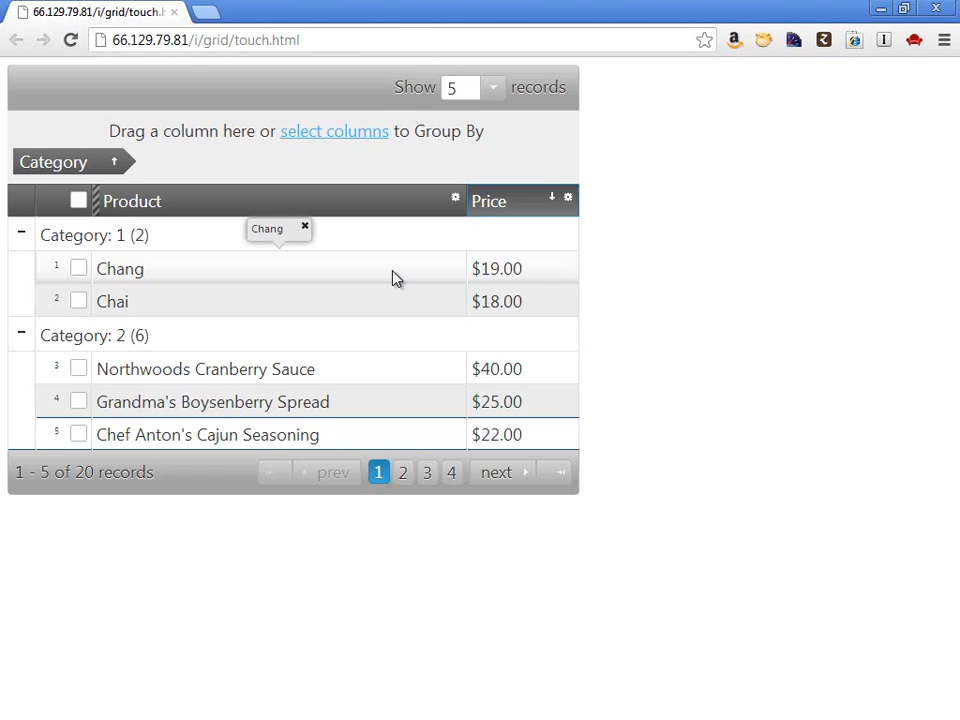 66.129.79.81/i/grid/touch.h
66.129.79.81/i/grid/touch.html
Show 5 records
Drag a column here or select columns to Group By
Category
Product Price
Chang
Category: 1 (2)
1 Chang $19.00
2 Chai $18.00
Category: 2 (6)
3 Northwoods Cranberry Sauce $40.00
4 Grandma's Boysenberry Spread $25.00
5 Chef Anton's Cajun Seasoning $22.00
1 - 5 of 20 records prev 1 2 3 4 next